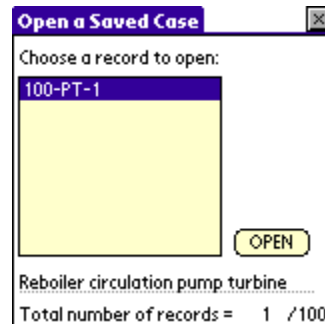 Open a Saved Case
Choose a record to open:
100-PT-1
OPEN
Reboiler circulation pump turbine
Total number of records = 1 /100